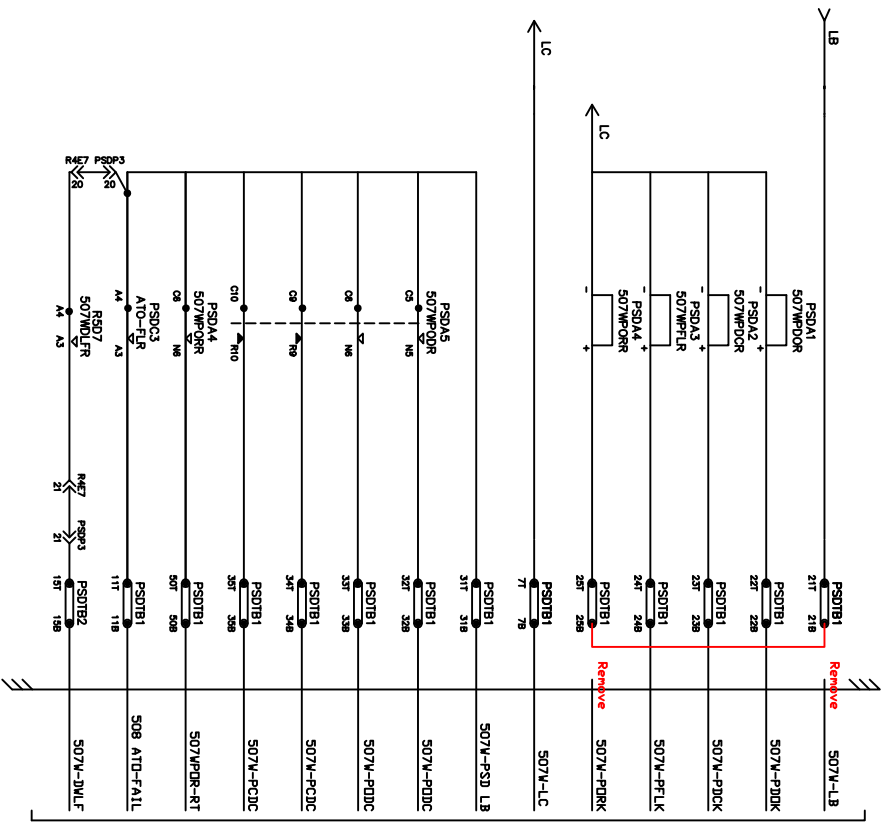 LB
PSDTB1
21T 21B
Remove
507W-LB
PSDA1
507WPDOR
- +
PSDTB1
22T 22B
507W-PDOK
PSDA2
507WPDCR
- +
PSDTB1
23T 23B
507W-PDCK
PSDA3
507WPFLR
- +
PSDTB1
24T 24B
507W-PFLK
LC
PSDA4
507WPORR
- +
PSDTB1
25T 25B
Remove
507W-PORK
LC
PSDTB1
7T 7B
507W-LC
PSDTB1
31T 31B
507W-PSD LB
PSDA5
507WPODR
C5 N5
PSDTB1
32T 32B
507W-PODC
C6 N6
PSDTB1
33T 33B
507W-PODC
C9 R9
PSDTB1
34T 34B
507W-PCDC
C10 R10
PSDTB1
35T 35B
507W-PCDC
PSDA4
507WPORR
C6 N6
PSDTB1
50T 50B
507WPOR-RT
PSDC3
ATO-FLR
A4 A3
PSDTB1
11T 11B
508 ATO-FAIL
R4E7 PSDP3
20 20
R5D7
507WDLFR
A4 A3
R4E7
21
PSDP3
21
PSDTB2
15T 15B
507W-DWLF